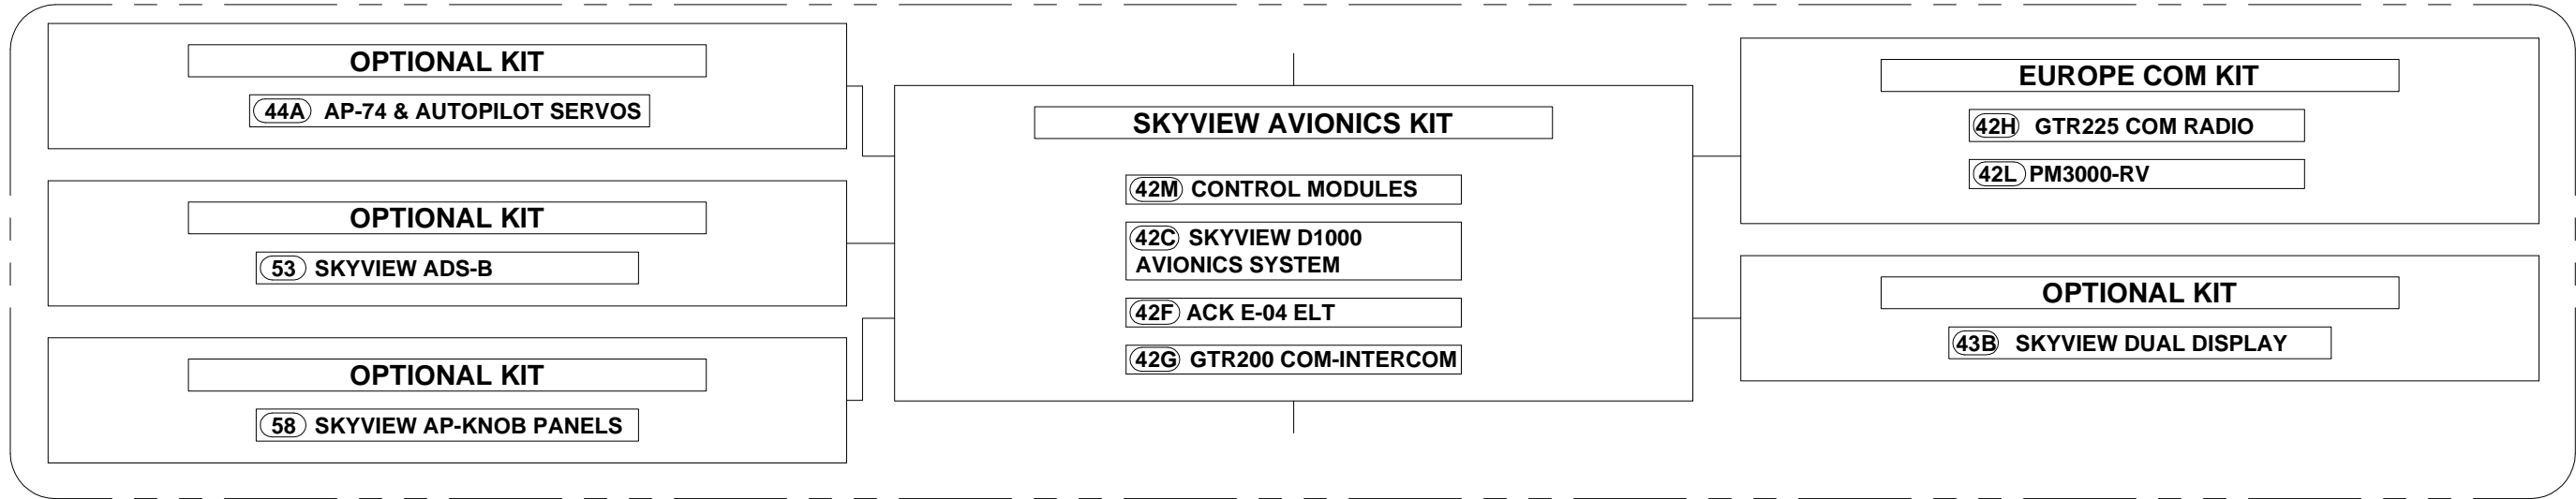 OPTIONAL KIT
44A AP-74 & AUTOPILOT SERVOS
OPTIONAL KIT
53 SKYVIEW ADS-B
OPTIONAL KIT
58 SKYVIEW AP-KNOB PANELS
SKYVIEW AVIONICS KIT
42M CONTROL MODULES
42C SKYVIEW D1000
AVIONICS SYSTEM
42F ACK E-04 ELT
42G GTR200 COM-INTERCOM
EUROPE COM KIT
42H GTR225 COM RADIO
42L PM3000-RV
OPTIONAL KIT
43B SKYVIEW DUAL DISPLAY